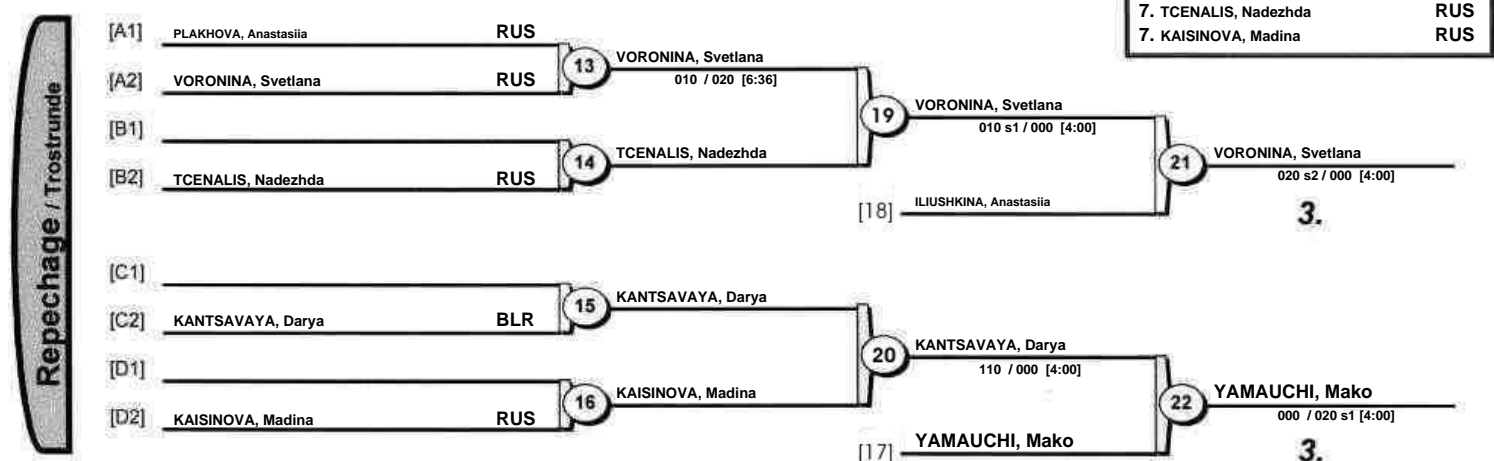 7. TCENALIS, Nadezhda RUS
7. KAISINOVA, Madina RUS
Repechage / Trostrunde
[A1] PLAKHOVA, Anastasiia RUS
13 VORONINA, Svetlana
010 / 020 [6:36]
[A2] VORONINA, Svetlana RUS
19 VORONINA, Svetlana
010 s1 / 000 [4:00]
[B1]
14 TCENALIS, Nadezhda
[B2] TCENALIS, Nadezhda RUS
21 VORONINA, Svetlana
020 s2 / 000 [4:00]
[18] ILIUSHKINA, Anastasiia
3.
[C1]
15 KANTSAVAYA, Darya
[C2] KANTSAVAYA, Darya BLR
20 KANTSAVAYA, Darya
110 / 000 [4:00]
[D1]
16 KAISINOVA, Madina
[D2] KAISINOVA, Madina RUS
22 YAMAUCHI, Mako
000 / 020 s1 [4:00]
[17] YAMAUCHI, Mako
3.